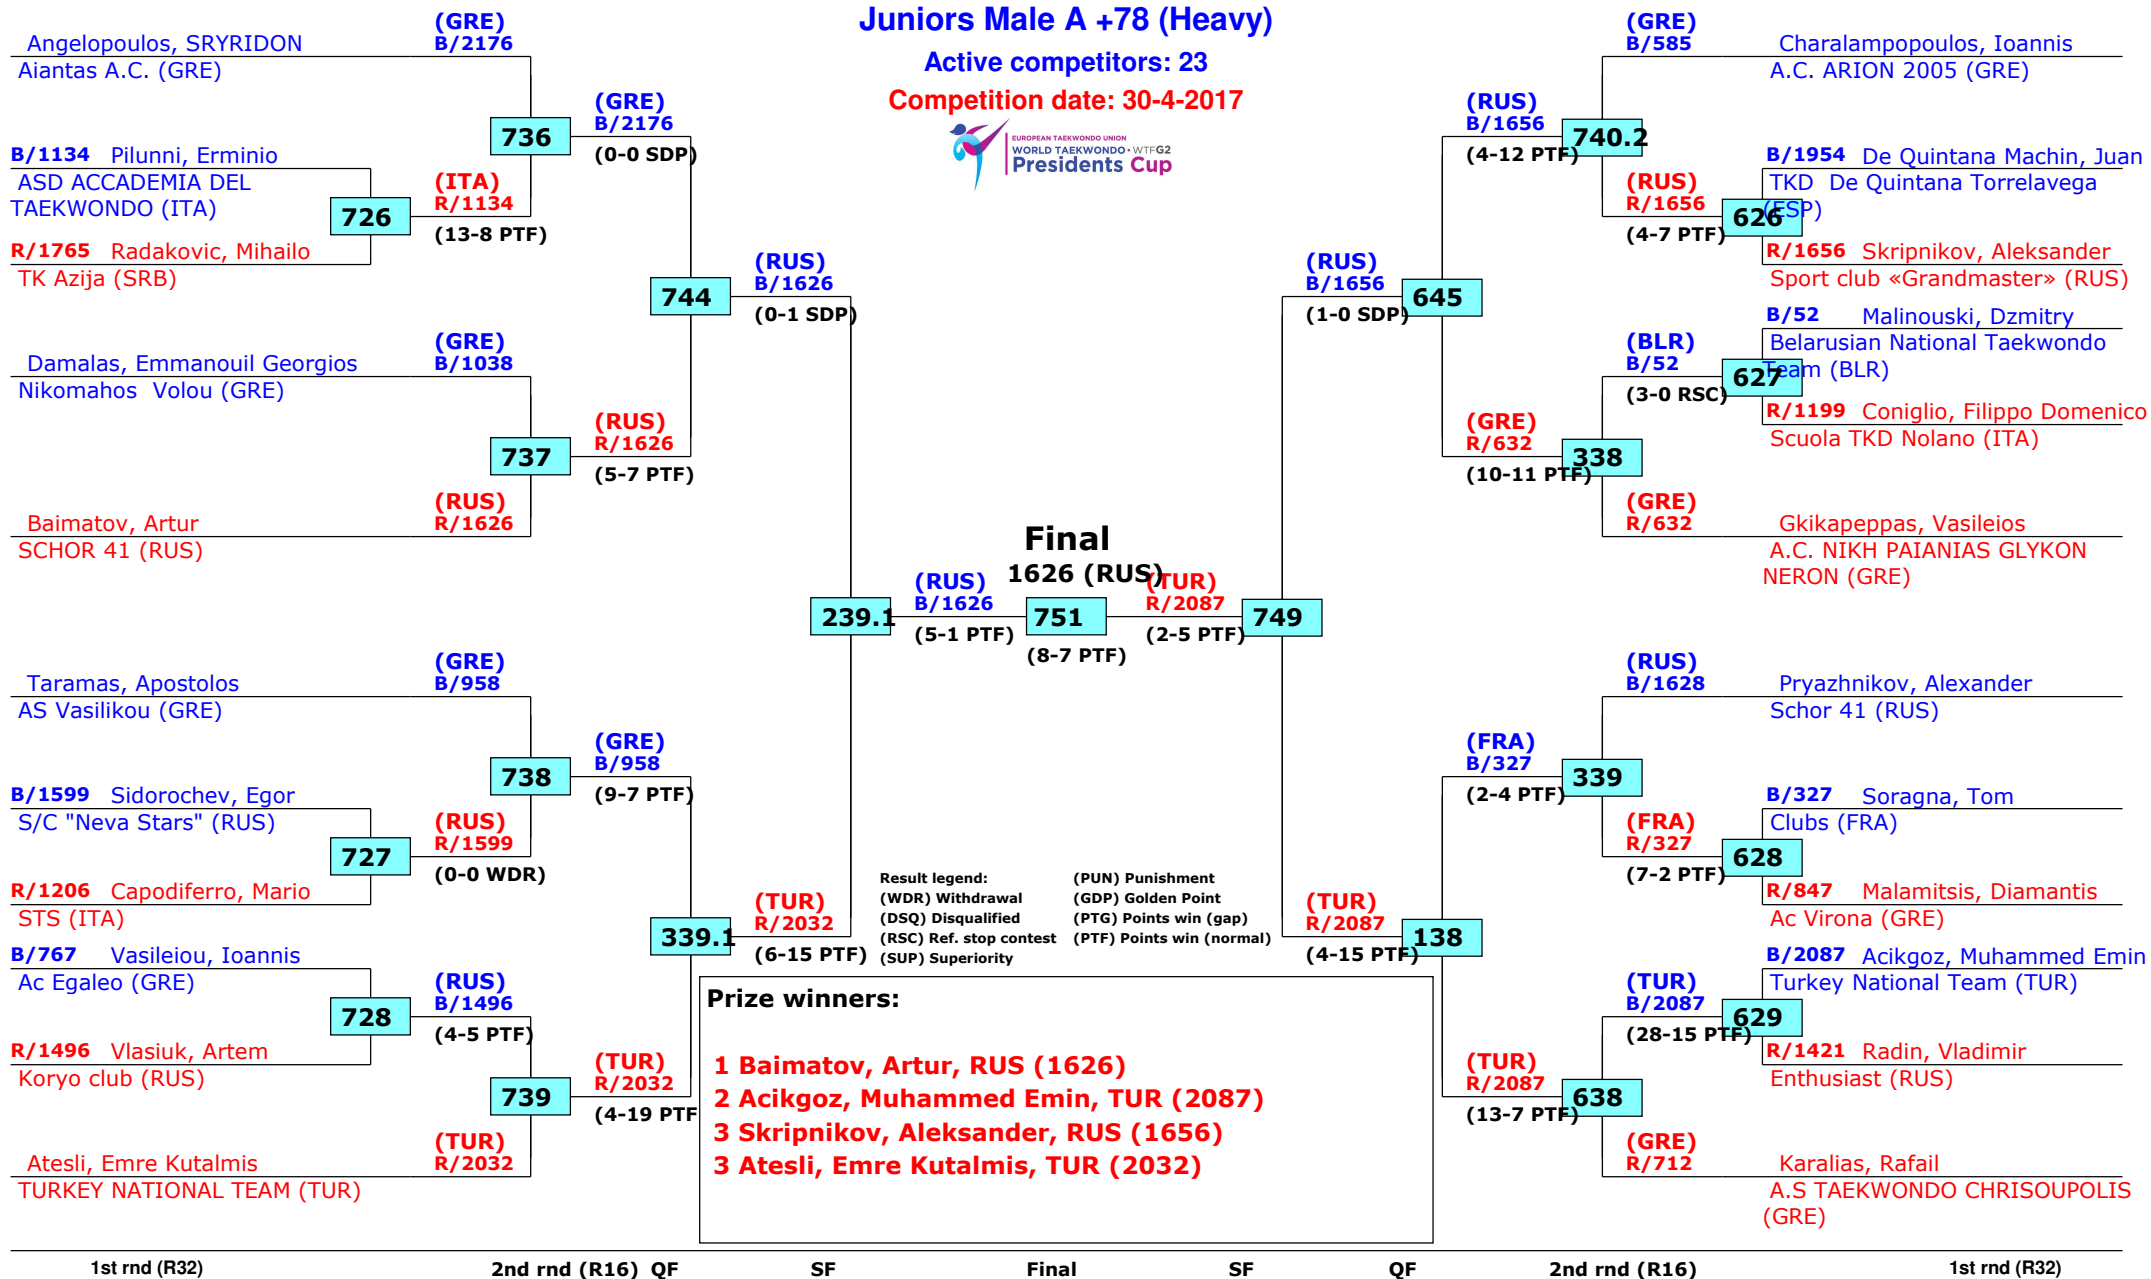 Juniors Male A +78 (Heavy)
Active competitors: 23
Competition date: 30-4-2017
EUROPEAN TAEKWONDO UNION
WORLD TAEKWONDO • WTFG2
Presidents Cup
Angelopoulos, SRYRIDON
Aiantas A.C. (GRE)
(GRE)
B/2176
B/1134 Pilunni, Erminio
ASD ACCADEMIA DEL
TAEKWONDO (ITA)
726
R/1765 Radakovic, Mihailo
TK Azija (SRB)
(ITA)
R/1134
(13-8 PTF)
736
(GRE)
B/2176
(0-0 SDP)
Damalas, Emmanouil Georgios
Nikomahos Volou (GRE)
(GRE)
B/1038
737
Baimatov, Artur
SCHOR 41 (RUS)
(RUS)
R/1626
(RUS)
R/1626
(5-7 PTF)
744
(RUS)
B/1626
(0-1 SDP)
Taramas, Apostolos
AS Vasilikou (GRE)
(GRE)
B/958
B/1599 Sidorochev, Egor
S/C "Neva Stars" (RUS)
727
R/1206 Capodiferro, Mario
STS (ITA)
(RUS)
R/1599
(0-0 WDR)
738
(GRE)
B/958
(9-7 PTF)
B/767 Vasileiou, Ioannis
Ac Egaleo (GRE)
728
R/1496 Vlasiuk, Artem
Koryo club (RUS)
(RUS)
B/1496
(4-5 PTF)
739
Atesli, Emre Kutalmis
TURKEY NATIONAL TEAM (TUR)
(TUR)
R/2032
(TUR)
R/2032
(4-19 PTF
339.1
(TUR)
R/2032
(6-15 PTF)
239.1
(RUS)
B/1626
(5-1 PTF)
Final
1626 (RUS)
751
(8-7 PTF)
(TUR)
R/2087
(2-5 PTF)
749
(GRE)
B/585
Charalampopoulos, Ioannis
A.C. ARION 2005 (GRE)
(RUS)
B/1656
(4-12 PTF)
740.2
B/1954 De Quintana Machin, Juan
TKD De Quintana Torrelavega
(ESP)
626
(RUS)
R/1656
(4-7 PTF)
R/1656 Skripnikov, Aleksander
Sport club «Grandmaster» (RUS)
(RUS)
B/1656
(1-0 SDP)
645
B/52 Malinouski, Dzmitry
Belarusian National Taekwondo
Team (BLR)
627
(BLR)
B/52
(3-0 RSC)
R/1199 Coniglio, Filippo Domenico
Scuola TKD Nolano (ITA)
(GRE)
R/632
(10-11 PTF)
338
(GRE)
R/632
Gkikapeppas, Vasileios
A.C. NIKH PAIANIAS GLYKON
NERON (GRE)
(RUS)
B/1628
Pryazhnikov, Alexander
Schor 41 (RUS)
(FRA)
B/327
(2-4 PTF)
339
B/327 Soragna, Tom
Clubs (FRA)
(FRA)
R/327
(7-2 PTF)
628
R/847 Malamitsis, Diamantis
Ac Virona (GRE)
(TUR)
R/2087
(4-15 PTF)
138
B/2087 Acikgoz, Muhammed Emin
Turkey National Team (TUR)
(TUR)
B/2087
(28-15 PTF)
629
R/1421 Radin, Vladimir
Enthusiast (RUS)
(TUR)
R/2087
(13-7 PTF)
638
(GRE)
R/712
Karalias, Rafail
A.S TAEKWONDO CHRISOUPOLIS
(GRE)
Result legend:
(WDR) Withdrawal
(DSQ) Disqualified
(RSC) Ref. stop contest
(SUP) Superiority
(PUN) Punishment
(GDP) Golden Point
(PTG) Points win (gap)
(PTF) Points win (normal)
Prize winners:
1 Baimatov, Artur, RUS (1626)
2 Acikgoz, Muhammed Emin, TUR (2087)
3 Skripnikov, Aleksander, RUS (1656)
3 Atesli, Emre Kutalmis, TUR (2032)
1st rnd (R32) 2nd rnd (R16) QF SF Final SF QF 2nd rnd (R16) 1st rnd (R32)